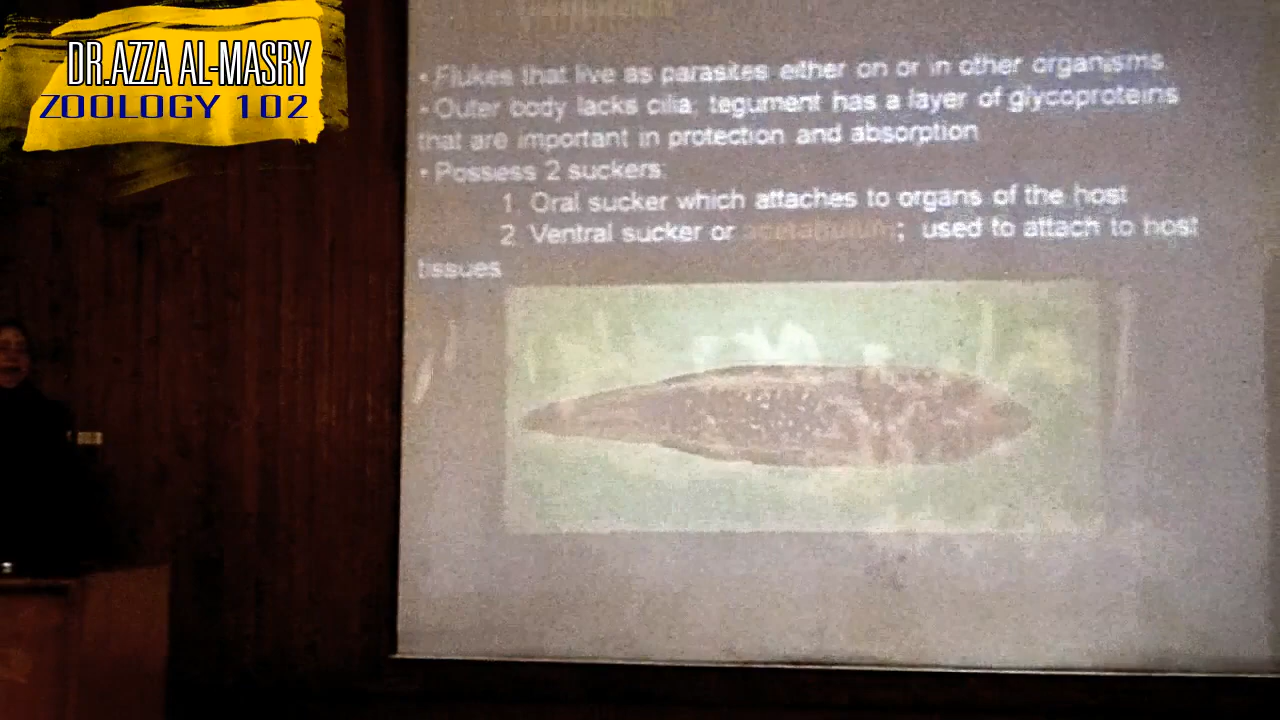 DR.AZZA AL-MASRY
ZOOLOGY 102
• Flukes that live as parasites either on or in other organisms
• Outer body lacks cilia; tegument has a layer of glycoproteins
that are important in protection and absorption
• Possess 2 suckers:
1. Oral sucker which attaches to organs of the host
2. Ventral sucker or acetabulum; used to attach to host
tissues